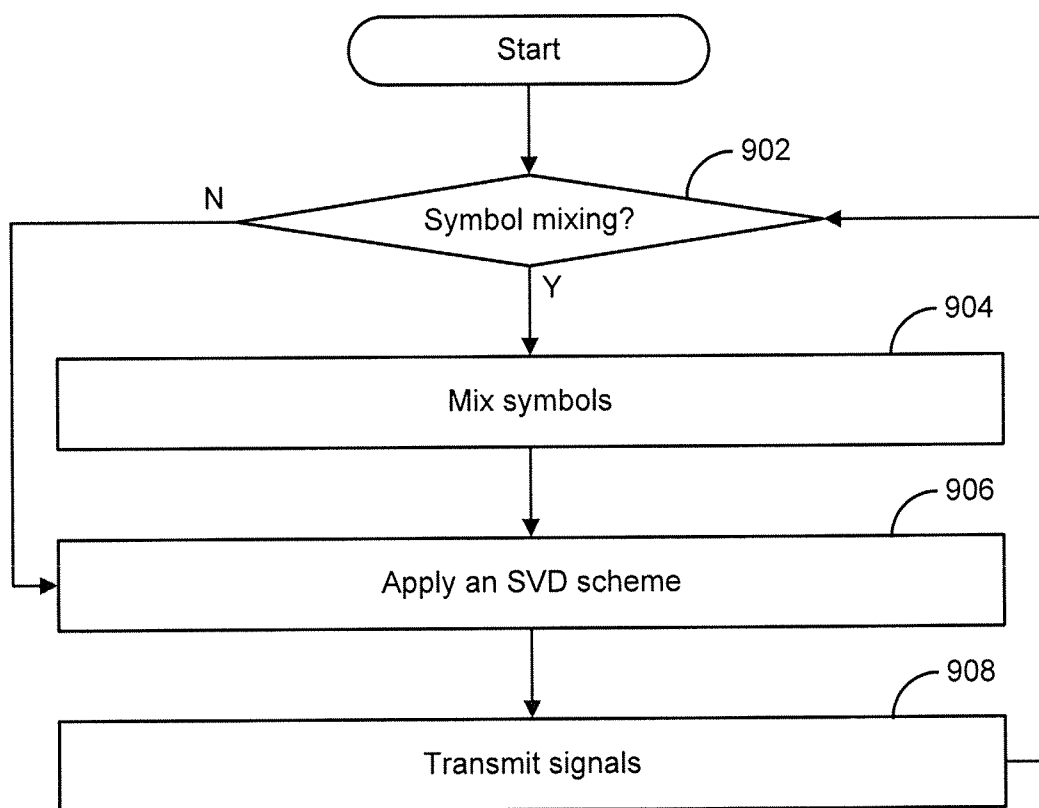 Start
902
N
Symbol mixing?
Y
904
Mix symbols
906
Apply an SVD scheme
908
Transmit signals